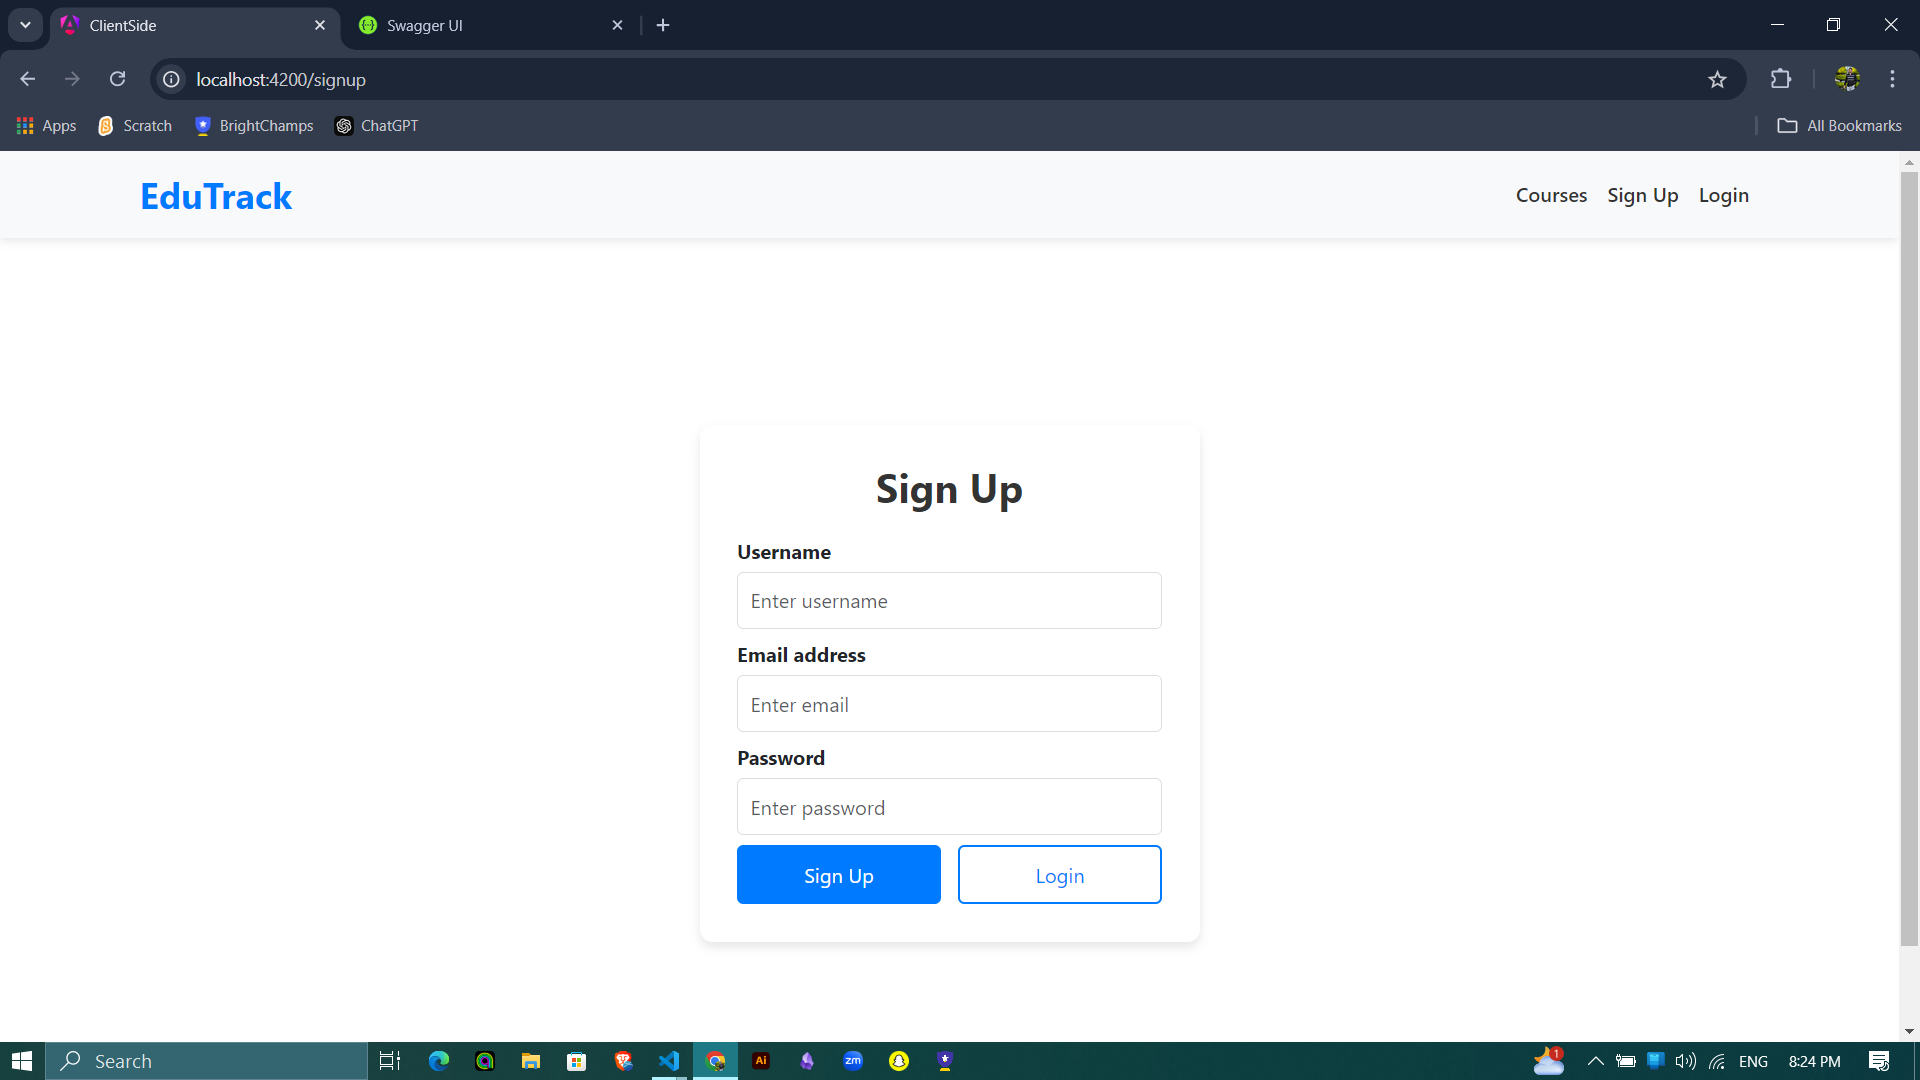 ClientSide
Swagger UI
localhost:4200/signup
Apps
Scratch
BrightChamps
ChatGPT
All Bookmarks
EduTrack
Courses
Sign Up
Login
Sign Up
Username
Enter username
Email address
Enter email
Password
Enter password
Sign Up
Login
Search
Ai
zm
1
ENG
8:24 PM